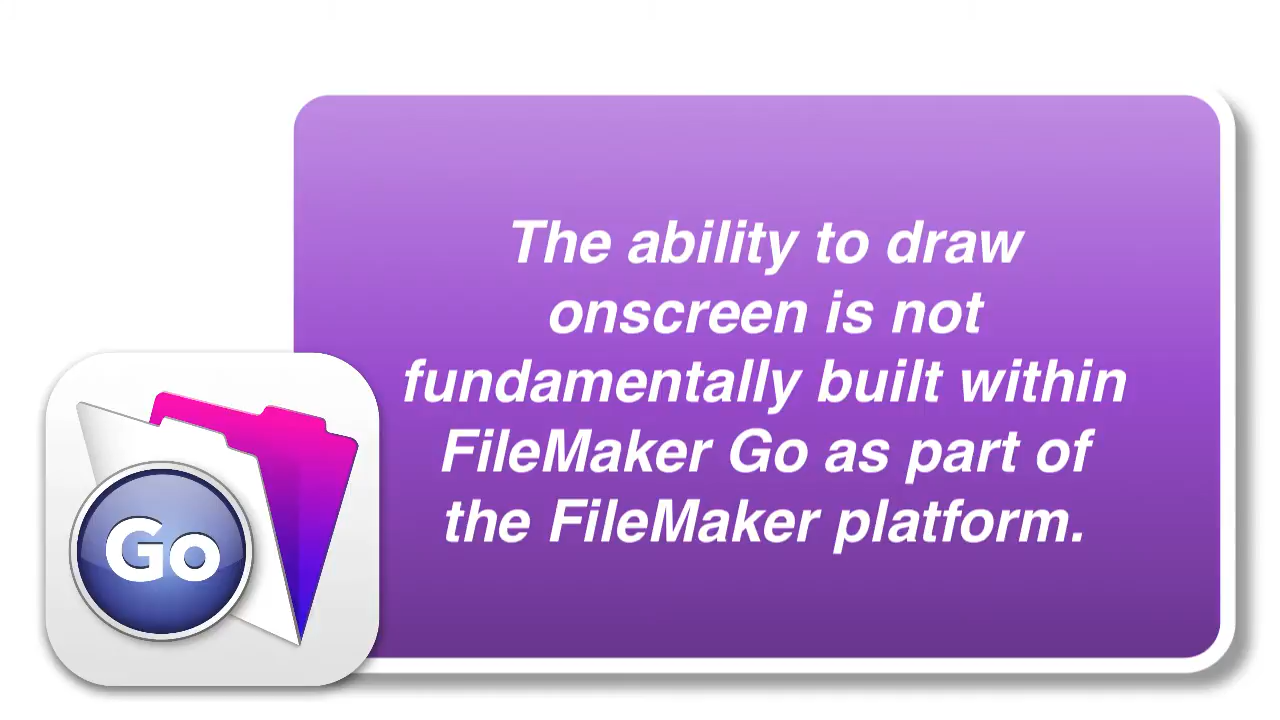 The ability to draw
onscreen is not
fundamentally built within
FileMaker Go as part of
the FileMaker platform.
Go